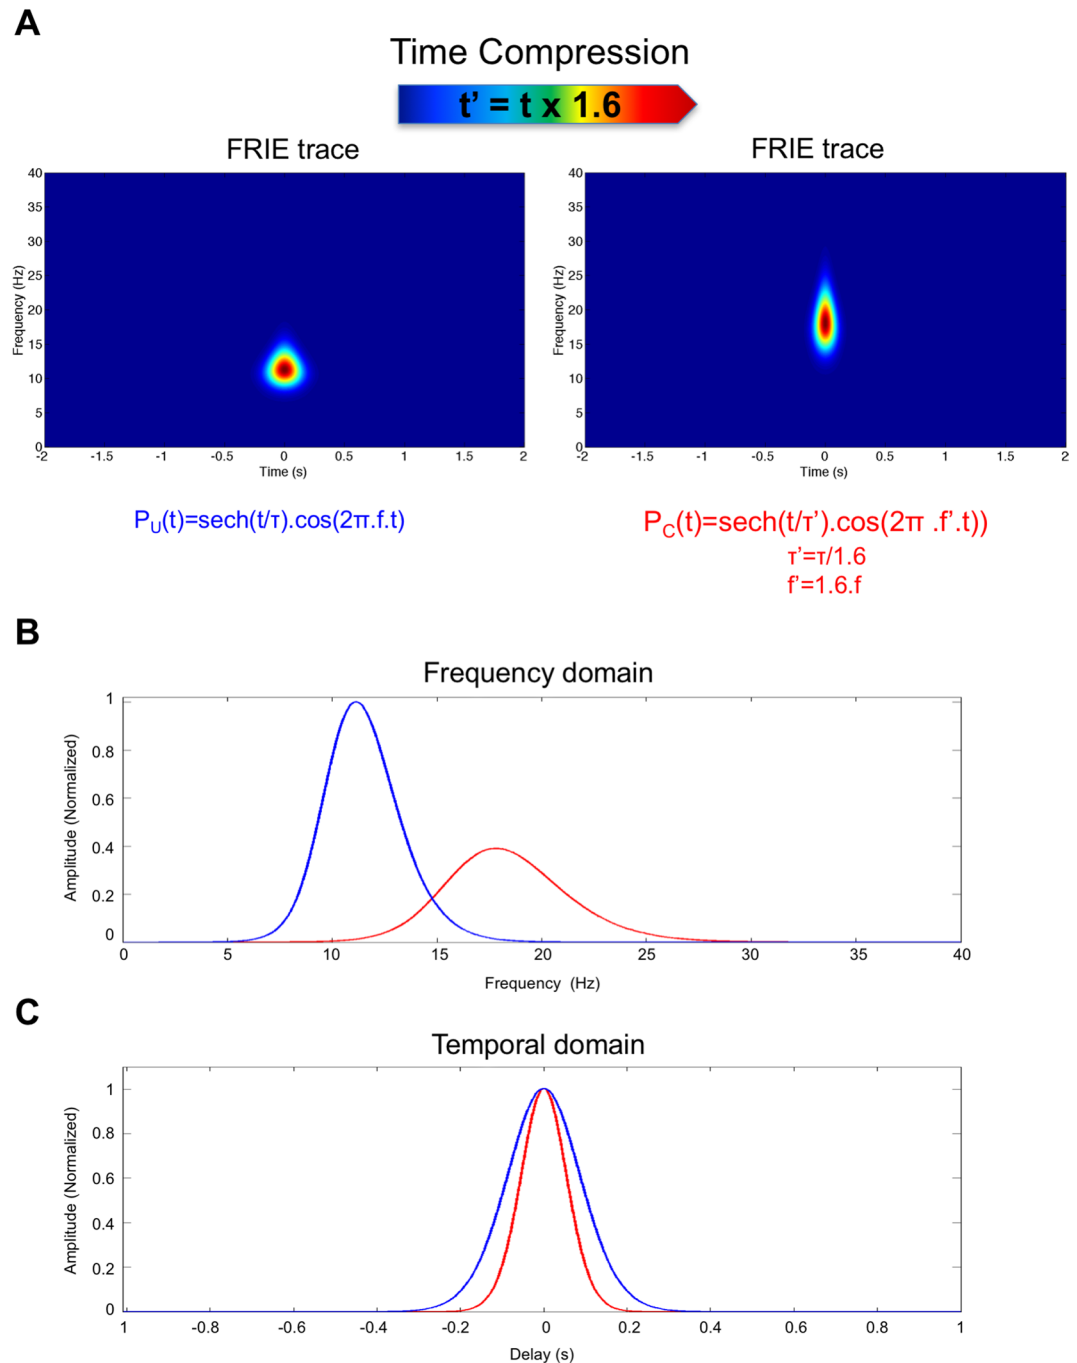 A
Time Compression
t' = t x 1.6
FRIE trace
FRIE trace
40
35
30
25
20
15
10
5
0
Frequency (Hz)
-2 -1.5 -1 -0.5 0 0.5 1 1.5 2
Time (s)
40
35
30
25
20
15
10
5
0
Frequency (Hz)
-2 -1.5 -1 -0.5 0 0.5 1 1.5 2
Time (s)
P_U(t)=sech(t/τ).cos(2π.f.t)
P_C(t)=sech(t/τ').cos(2π .f'.t))
τ'=τ/1.6
f'=1.6.f
B
Frequency domain
1
0.8
0.6
0.4
0.2
0
Amplitude (Normalized)
0 5 10 15 20 25 30 35 40
Frequency (Hz)
C
Temporal domain
1
0.8
0.6
0.4
0.2
0
Amplitude (Normalized)
1 -0.8 -0.6 -0.4 -0.2 0 0.2 0.4 0.6 0.8 1
Delay (s)